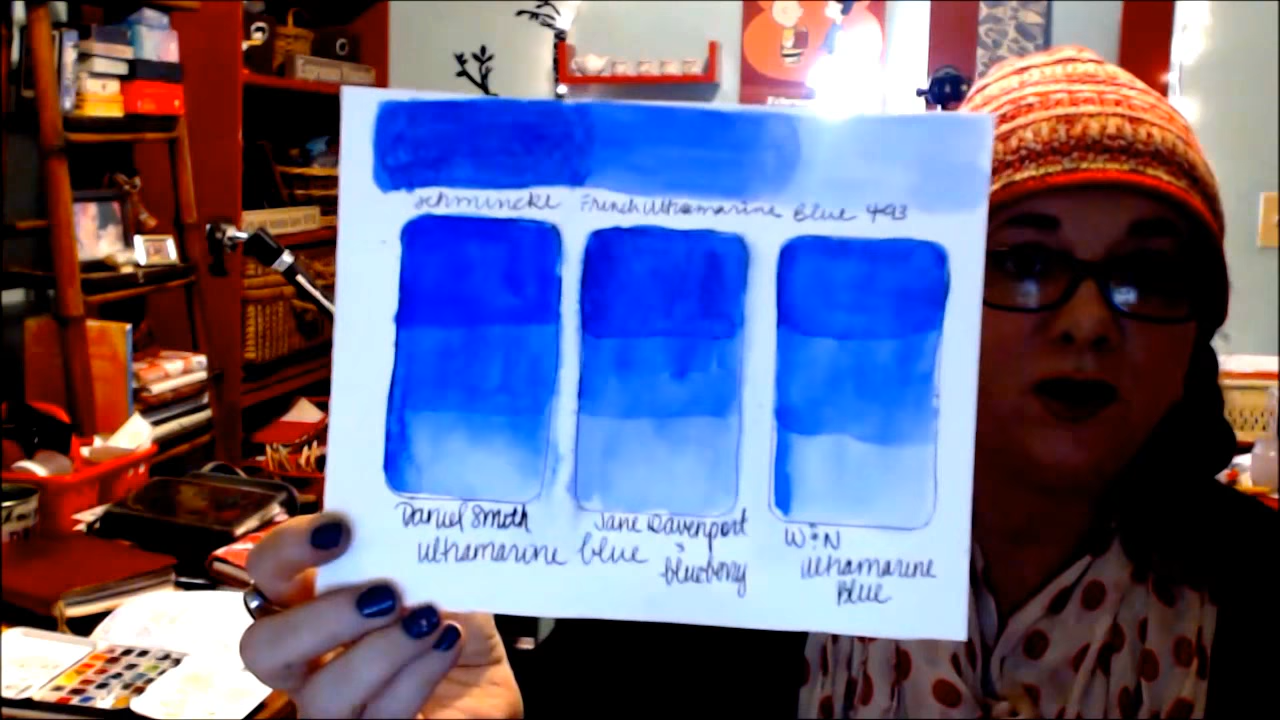 Schmincke French Ultramarine Blue 493
Daniel Smith
ultramarine blue
Jane Davenport
blueberry
W&N
ultramarine
Blue